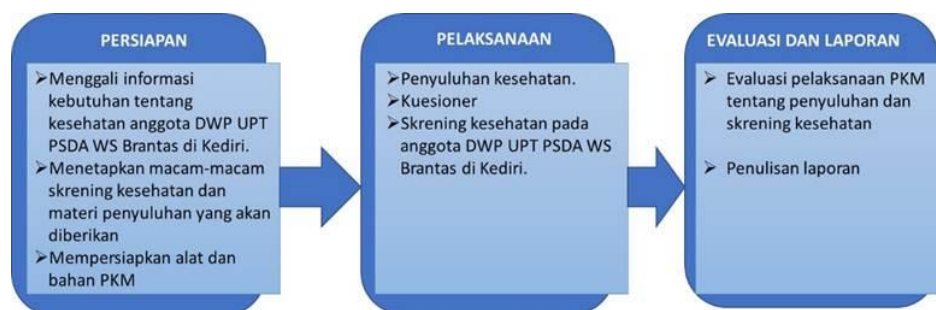 PERSIAPAN
➢Menggali informasi
kebutuhan tentang
kesehatan anggota DWP UPT
PSDA WS Brantas di Kediri.
➢Menetapkan macam-macam
skrening kesehatan dan
materi penyuluhan yang akan
diberikan
➢Mempersiapkan alat dan
bahan PKM
PELAKSANAAN
➢Penyuluhan kesehatan.
➢Kuesioner
➢Skrening kesehatan pada
anggota DWP UPT PSDA WS
Brantas di Kediri.
EVALUASI DAN LAPORAN
➢ Evaluasi pelaksanaan PKM
tentang penyuluhan dan
skrening kesehatan
➢ Penulisan laporan